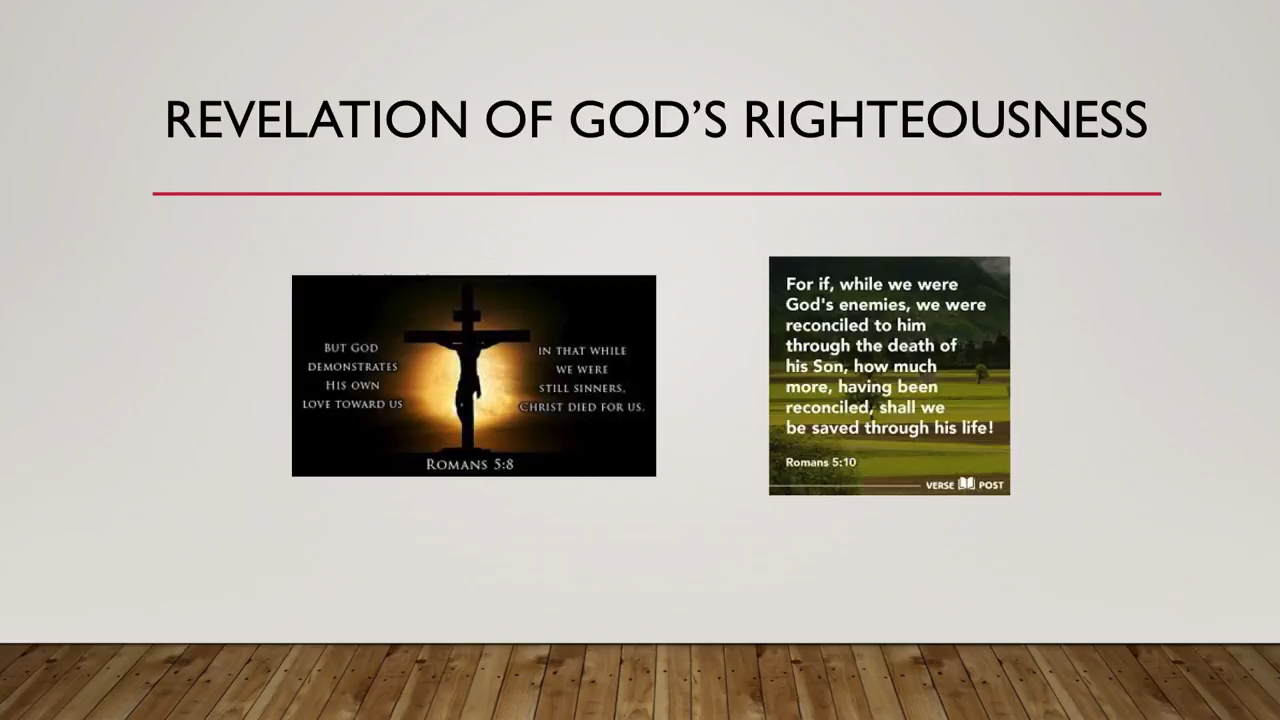 REVELATION OF GOD’S RIGHTEOUSNESS
BUT GOD
DEMONSTRATES
HIS OWN
LOVE TOWARD US
IN THAT WHILE
WE WERE
STILL SINNERS,
CHRIST DIED FOR US.
ROMANS 5:8
For if, while we were
God's enemies, we were
reconciled to him
through the death of
his Son, how much
more, having been
reconciled, shall we
be saved through his life!
Romans 5:10
VERSE POST